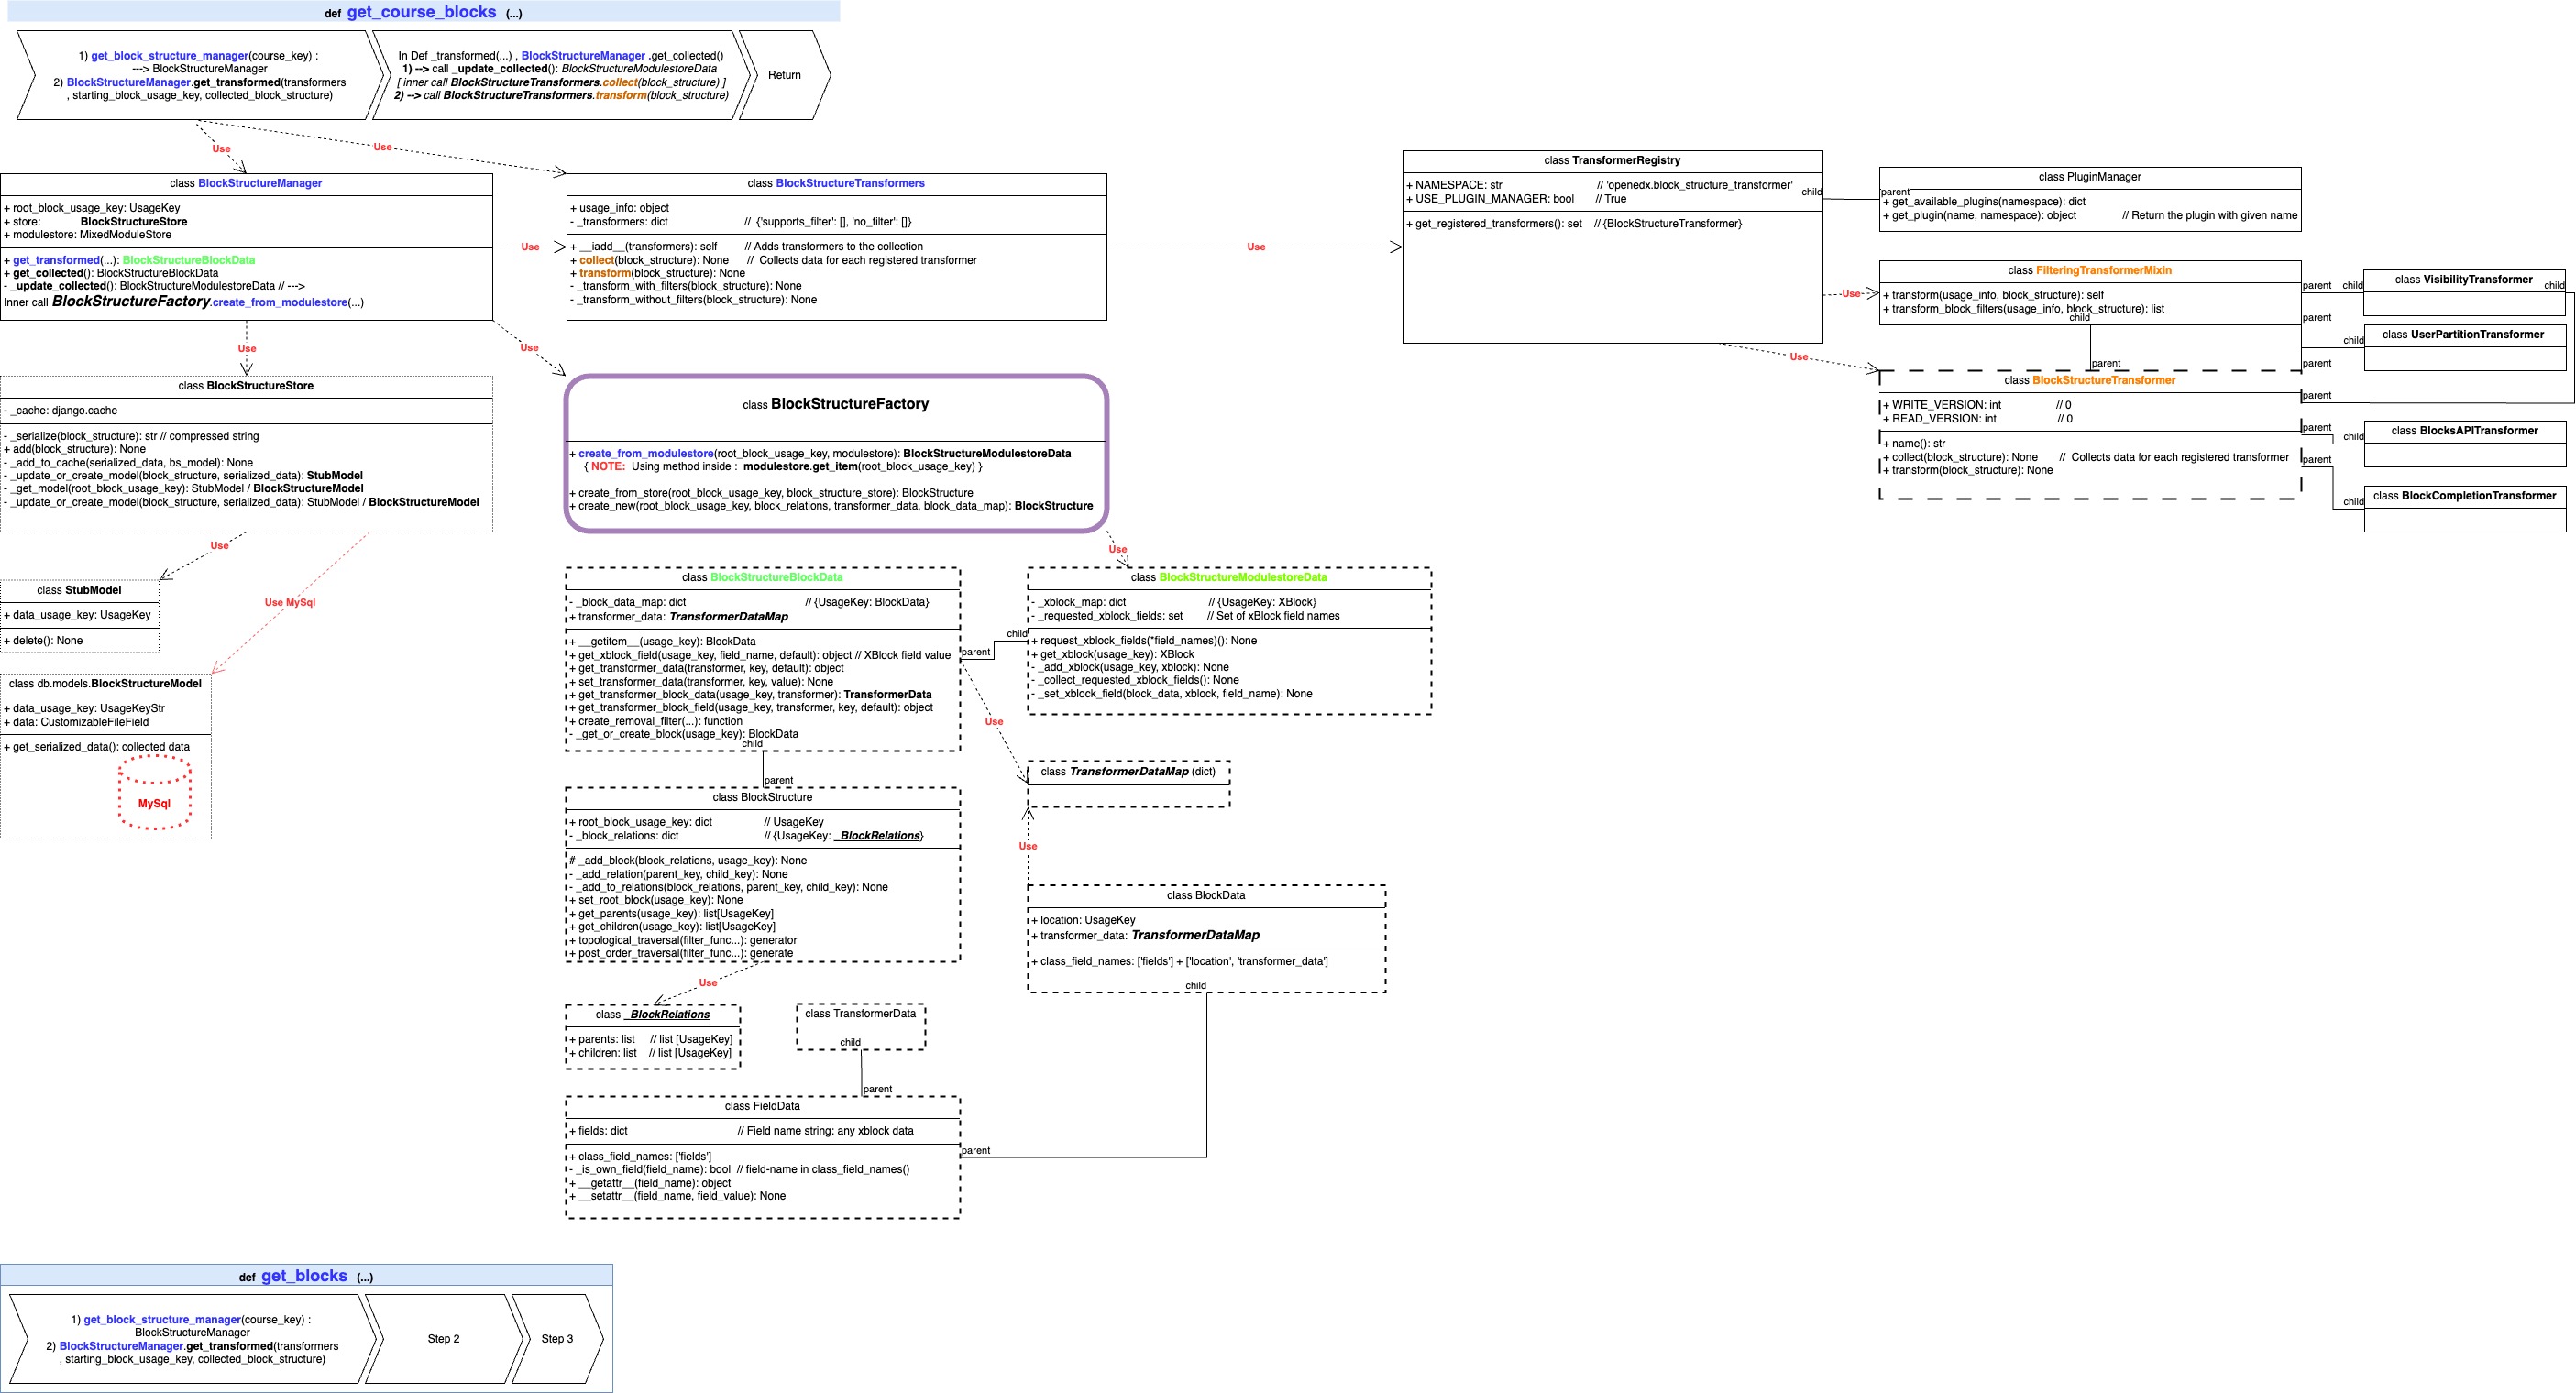 def get_course_blocks (...)
1) get_block_structure_manager(course_key) :
---> BlockStructureManager
2) BlockStructureManager.get_transformed(transformers
, starting_block_usage_key, collected_block_structure)
In Def _transformed(...) , BlockStructureManager .get_collected()
1) --> call _update_collected(): BlockStructureModulestoreData
[ inner call BlockStructureTransformers.collect(block_structure) ]
2) --> call BlockStructureTransformers.transform(block_structure)
Return
Use
Use
class BlockStructureManager
+ root_block_usage_key: UsageKey
+ store: BlockStructureStore
+ modulestore: MixedModuleStore
+ get_transformed(...): BlockStructureBlockData
+ get_collected(): BlockStructureBlockData
- _update_collected(): BlockStructureModulestoreData // --->
Inner call BlockStructureFactory.create_from_modulestore(...)
Use
class BlockStructureTransformers
+ usage_info: object
- _transformers: dict // {'supports_filter': [], 'no_filter': []}
+ __iadd__(transformers): self // Adds transformers to the collection
+ collect(block_structure): None // Collects data for each registered transformer
+ transform(block_structure): None
- _transform_with_filters(block_structure): None
- _transform_without_filters(block_structure): None
Use
class TransformerRegistry
+ NAMESPACE: str // 'openedx.block_structure_transformer'
+ USE_PLUGIN_MANAGER: bool // True
+ get_registered_transformers(): set // {BlockStructureTransformer}
child
parent
class PluginManager
+ get_available_plugins(namespace): dict
+ get_plugin(name, namespace): object // Return the plugin with given name
Use
class FilteringTransformerMixin
+ transform(usage_info, block_structure): self
+ transform_block_filters(usage_info, block_structure): list
child
parent
parent child
class VisibilityTransformer
child
parent
child
class UserPartitionTransformer
parent
Use
class BlockStructureTransformer
+ WRITE_VERSION: int // 0
+ READ_VERSION: int // 0
+ name(): str
+ collect(block_structure): None // Collects data for each registered transformer
+ transform(block_structure): None
parent
parent
child
class BlocksAPITransformer
parent
child
class BlockCompletionTransformer
Use
Use
class BlockStructureStore
- _cache: django.cache
- _serialize(block_structure): str // compressed string
+ add(block_structure): None
- _add_to_cache(serialized_data, bs_model): None
- _update_or_create_model(block_structure, serialized_data): StubModel
- _get_model(root_block_usage_key): StubModel / BlockStructureModel
- _update_or_create_model(block_structure, serialized_data): StubModel / BlockStructureModel
class BlockStructureFactory
+ create_from_modulestore(root_block_usage_key, modulestore): BlockStructureModulestoreData
{ NOTE: Using method inside : modulestore.get_item(root_block_usage_key) }
+ create_from_store(root_block_usage_key, block_structure_store): BlockStructure
+ create_new(root_block_usage_key, block_relations, transformer_data, block_data_map): BlockStructure
Use
Use MySql
Use
class StubModel
+ data_usage_key: UsageKey
+ delete(): None
class db.models.BlockStructureModel
+ data_usage_key: UsageKeyStr
+ data: CustomizableFileField
+ get_serialized_data(): collected data
MySql
class BlockStructureBlockData
- _block_data_map: dict // {UsageKey: BlockData}
+ transformer_data: TransformerDataMap
+ __getitem__(usage_key): BlockData
+ get_xblock_field(usage_key, field_name, default): object // XBlock field value
+ get_transformer_data(transformer, key, default): object
+ set_transformer_data(transformer, key, value): None
+ get_transformer_block_data(usage_key, transformer): TransformerData
+ get_transformer_block_field(usage_key, transformer, key, default): object
+ create_removal_filter(...): function
- _get_or_create_block(usage_key): BlockData
child
parent
child
parent
class BlockStructureModulestoreData
- _xblock_map: dict // {UsageKey: XBlock}
- _requested_xblock_fields: set // Set of xBlock field names
+ request_xblock_fields(*field_names)(): None
+ get_xblock(usage_key): XBlock
- _add_xblock(usage_key, xblock): None
- _collect_requested_xblock_fields(): None
- _set_xblock_field(block_data, xblock, field_name): None
Use
class TransformerDataMap (dict)
Use
class BlockStructure
+ root_block_usage_key: dict // UsageKey
- _block_relations: dict // {UsageKey: _BlockRelations}
# _add_block(block_relations, usage_key): None
- _add_relation(parent_key, child_key): None
- _add_to_relations(block_relations, parent_key, child_key): None
+ set_root_block(usage_key): None
+ get_parents(usage_key): list[UsageKey]
+ get_children(usage_key): list[UsageKey]
+ topological_traversal(filter_func...): generator
+ post_order_traversal(filter_func...): generate
class BlockData
+ location: UsageKey
+ transformer_data: TransformerDataMap
+ class_field_names: ['fields'] + ['location', 'transformer_data']
child
Use
class _BlockRelations
+ parents: list // list [UsageKey]
+ children: list // list [UsageKey]
class TransformerData
child
parent
class FieldData
+ fields: dict // Field name string: any xblock data
+ class_field_names: ['fields']
- _is_own_field(field_name): bool // field-name in class_field_names()
+ __getattr__(field_name): object
+ __setattr__(field_name, field_value): None
parent
def get_blocks (...)
1) get_block_structure_manager(course_key) :
BlockStructureManager
2) BlockStructureManager.get_transformed(transformers
, starting_block_usage_key, collected_block_structure)
Step 2
Step 3